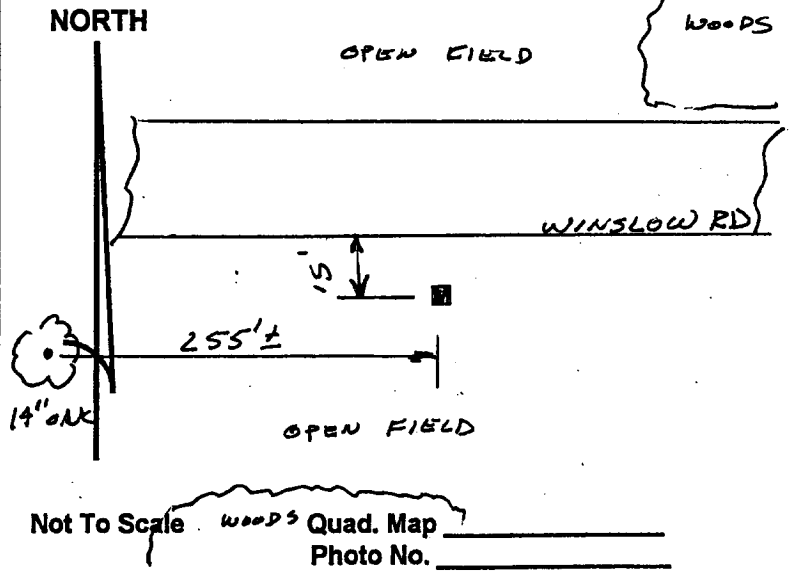 NORTH
WOODS
OPEN FIELD
WINSLOW RD
15'
255'±
14" OAK
OPEN FIELD
Not To Scale WOODS Quad. Map
Photo No.